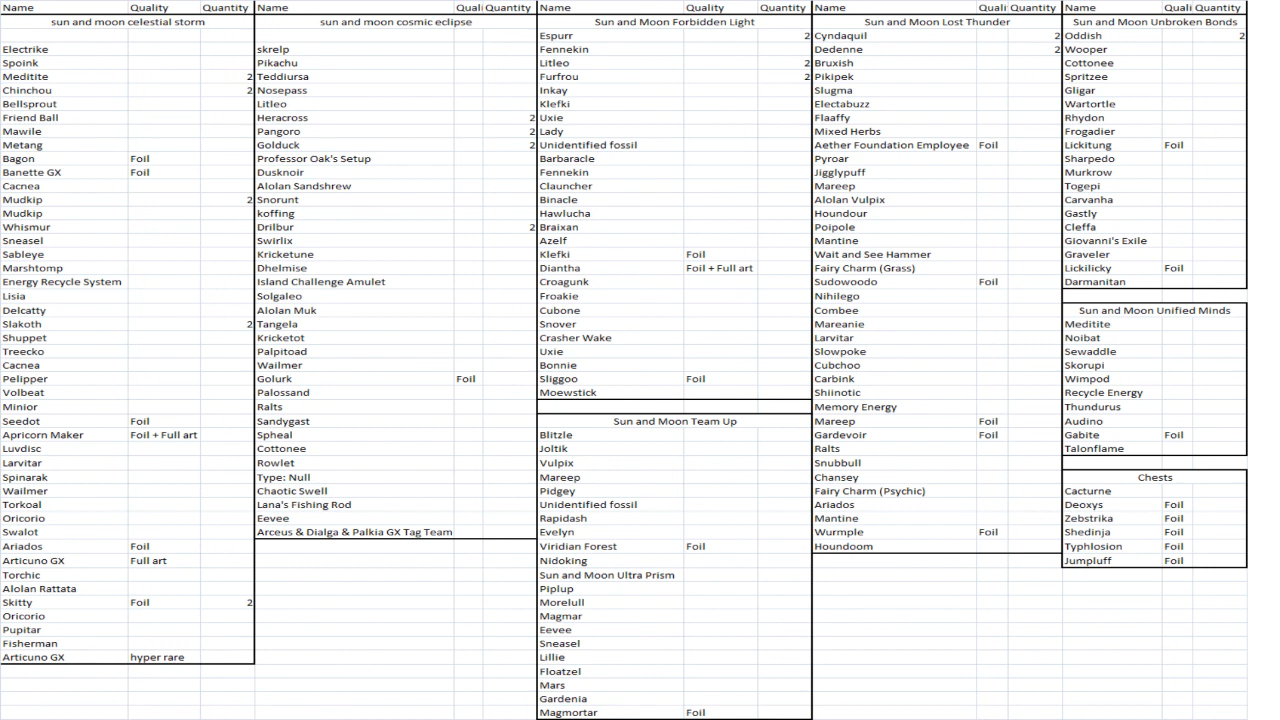 Name Quality Quantity Name Quali Quantity Name Quality Quantity Name Quali Quantity Name Quali Quantity
sun and moon celestial storm sun and moon cosmic eclipse Sun and Moon Forbidden Light Sun and Moon Lost Thunder Sun and Moon Unbroken Bonds
Espurr 2 Cyndaquil 2 Oddish 2
Electrike skrelp Fennekin Dedenne 2 Wooper
Spoink Pikachu Litleo 2 Bruxish Cottonee
Meditite 2 Teddiursa Furfrou 2 Pikipek Spritzee
Chinchou 2 Nosepass Inkay Slugma Gligar
Bellsprout Litleo Klefki Electabuzz Wartortle
Friend Ball Heracross 2 Uxie Flaaffy Rhydon
Mawile Pangoro 2 Lady Mixed Herbs Frogadier
Metang Golduck 2 Unidentified fossil Aether Foundation Employee Foil Lickitung Foil
Bagon Foil Professor Oak's Setup Barbaracle Pyroar Sharpedo
Banette GX Foil Dusknoir Fennekin Jigglypuff Murkrow
Cacnea Alolan Sandshrew Clauncher Mareep Togepi
Mudkip 2 Snorunt Binacle Alolan Vulpix Carvanha
Mudkip koffing Hawlucha Houndour Gastly
Whismur Drilbur 2 Braixan Poipole Cleffa
Sneasel Swirlix Azelf Mantine Giovanni's Exile
Sableye Kricketune Klefki Foil Wait and See Hammer Graveler
Marshtomp Dhelmise Diantha Foil + Full art Fairy Charm (Grass) Lickilicky Foil
Energy Recycle System Island Challenge Amulet Croagunk Sudowoodo Foil Darmanitan
Lisia Solgaleo Froakie Nihilego
Delcatty Alolan Muk Cubone Combee Sun and Moon Unified Minds
Slakoth 2 Tangela Snover Mareanie Meditite
Shuppet Kricketot Crasher Wake Larvitar Noibat
Treecko Palpitoad Uxie Slowpoke Sewaddle
Cacnea Wailmer Bonnie Cubchoo Skorupi
Pelipper Golurk Foil Sliggoo Foil Carbink Wimpod
Volbeat Palossand Moewstick Shiinotic Recycle Energy
Minior Ralts Memory Energy Thundurus
Seedot Foil Sandygast Sun and Moon Team Up Mareep Foil Audino
Apricorn Maker Foil + Full art Spheal Blitzle Gardevoir Foil Gabite Foil
Luvdisc Cottonee Joltik Ralts Talonflame
Larvitar Rowlet Vulpix Snubbull
Spinarak Type: Null Mareep Chansey Chests
Wailmer Chaotic Swell Pidgey Fairy Charm (Psychic) Cacturne
Torkoal Lana's Fishing Rod Unidentified fossil Ariados Deoxys Foil
Oricorio Eevee Rapidash Mantine Zebstrika Foil
Swalot Arceus & Dialga & Palkia GX Tag Team Evelyn Wurmple Foil Shedinja Foil
Ariados Foil Viridian Forest Foil Houndoom Typhlosion Foil
Articuno GX Full art Nidoking Jumpluff Foil
Torchic Sun and Moon Ultra Prism
Alolan Rattata Piplup
Skitty Foil 2 Morelull
Oricorio Magmar
Pupitar Eevee
Fisherman Sneasel
Articuno GX hyper rare Lillie
Floatzel
Mars
Gardenia
Magmortar Foil